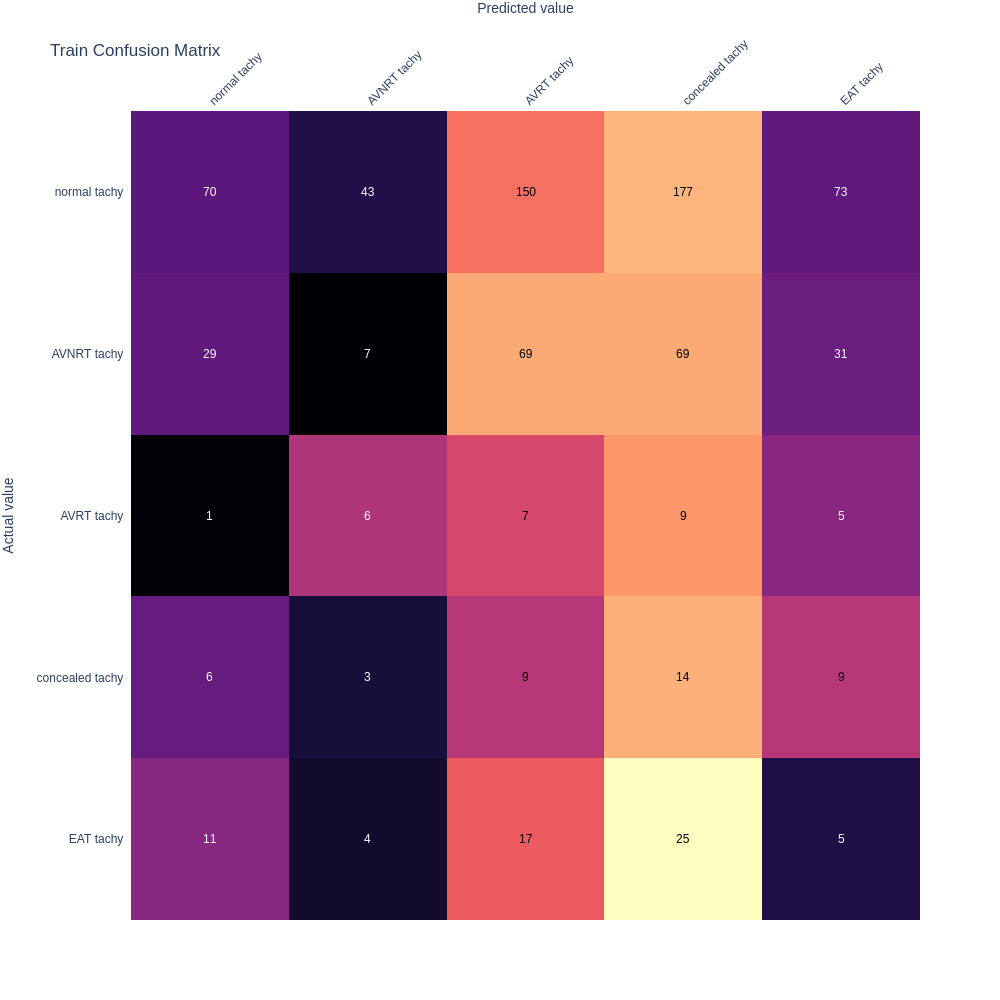 Predicted value
Train Confusion Matrix
normal tachy
AVNRT tachy
AVRT tachy
concealed tachy
EAT tachy
normal tachy 70 43 150 177 73
AVNRT tachy 29 7 69 69 31
AVRT tachy 1 6 7 9 5
concealed tachy 6 3 9 14 9
EAT tachy 11 4 17 25 5
Actual value